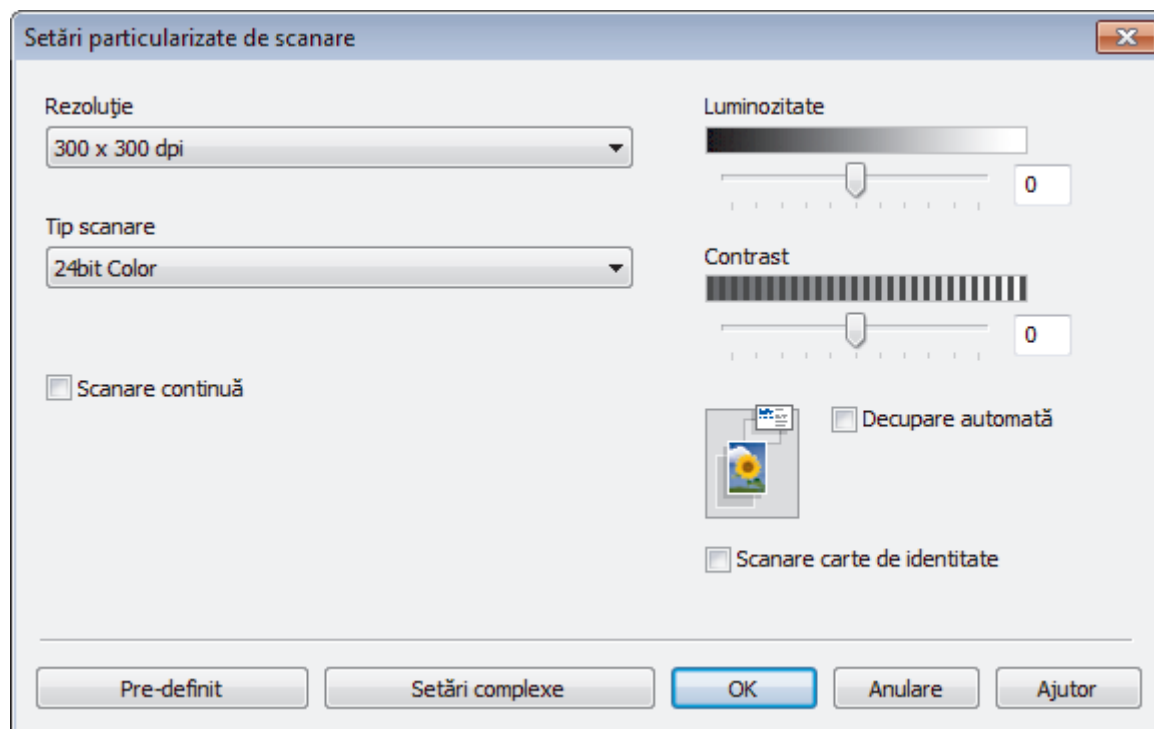 Setări particularizate de scanare
Rezoluţie
300 x 300 dpi
Tip scanare
24bit Color
Scanare continuă
Luminozitate
0
Contrast
0
Decupare automată
Scanare carte de identitate
Pre-definit
Setări complexe
OK
Anulare
Ajutor